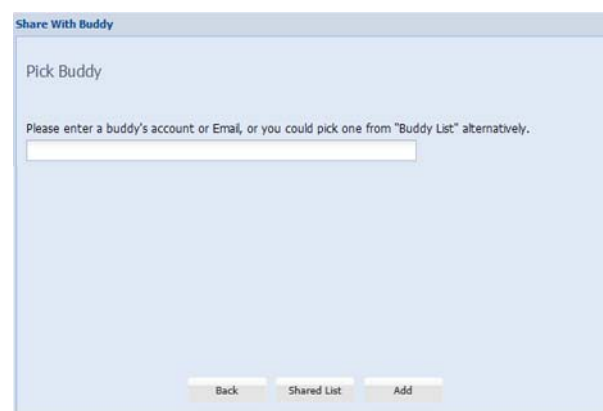 Share With Buddy
Pick Buddy
Please enter a buddy's account or Email, or you could pick one from "Buddy List" alternatively.
Back Shared List Add